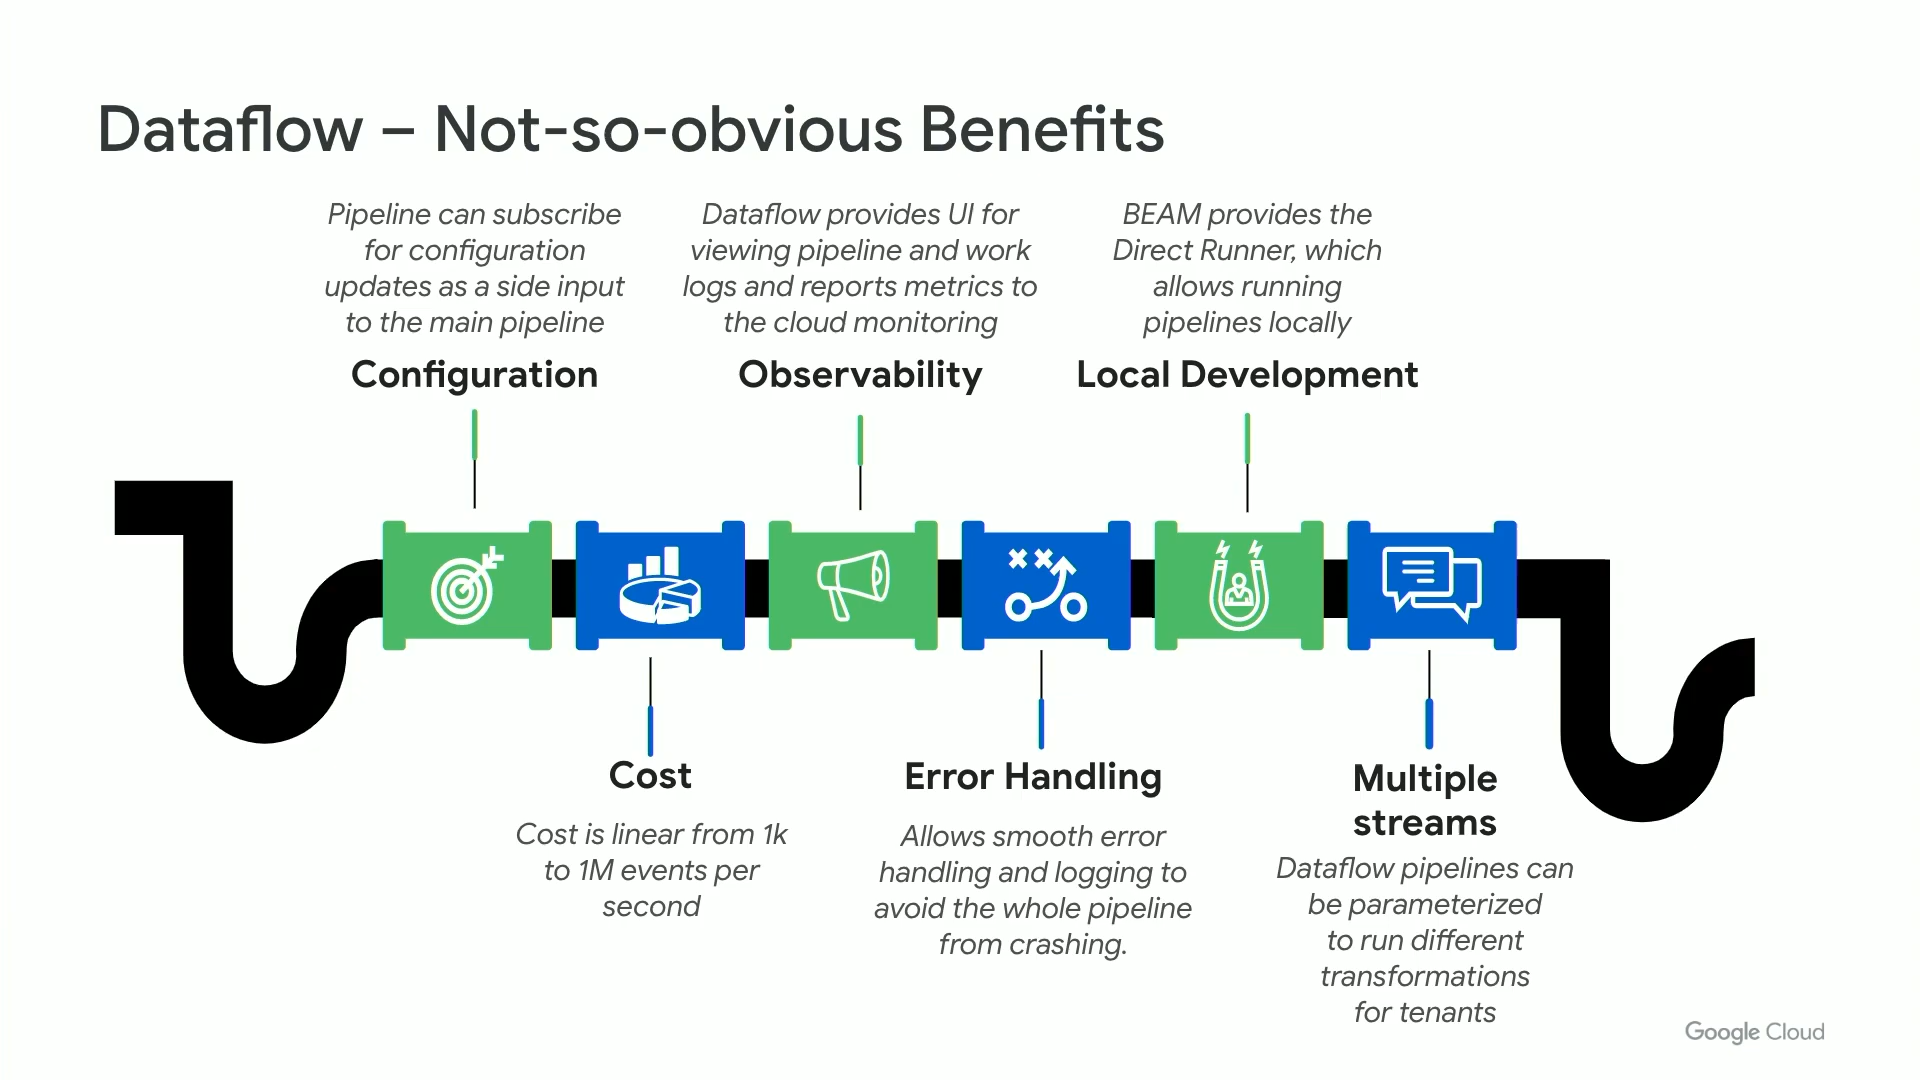 Dataflow – Not-so-obvious Benefits
Pipeline can subscribe
for configuration
updates as a side input
to the main pipeline
Configuration
Dataflow provides UI for
viewing pipeline and work
logs and reports metrics to
the cloud monitoring
Observability
BEAM provides the
Direct Runner, which
allows running
pipelines locally
Local Development
Cost
Cost is linear from 1k
to 1M events per
second
Error Handling
Allows smooth error
handling and logging to
avoid the whole pipeline
from crashing.
Multiple
streams
Dataflow pipelines can
be parameterized
to run different
transformations
for tenants
Google Cloud